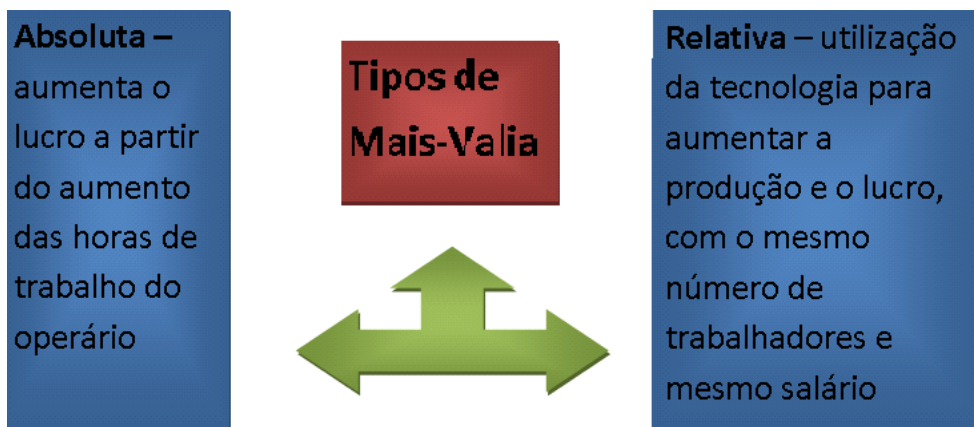 Absoluta –
aumenta o
lucro a partir
do aumento
das horas de
trabalho do
operário
Tipos de
Mais-Valia
Relativa – utilização
da tecnologia para
aumentar a
produção e o lucro,
com o mesmo
número de
trabalhadores e
mesmo salário